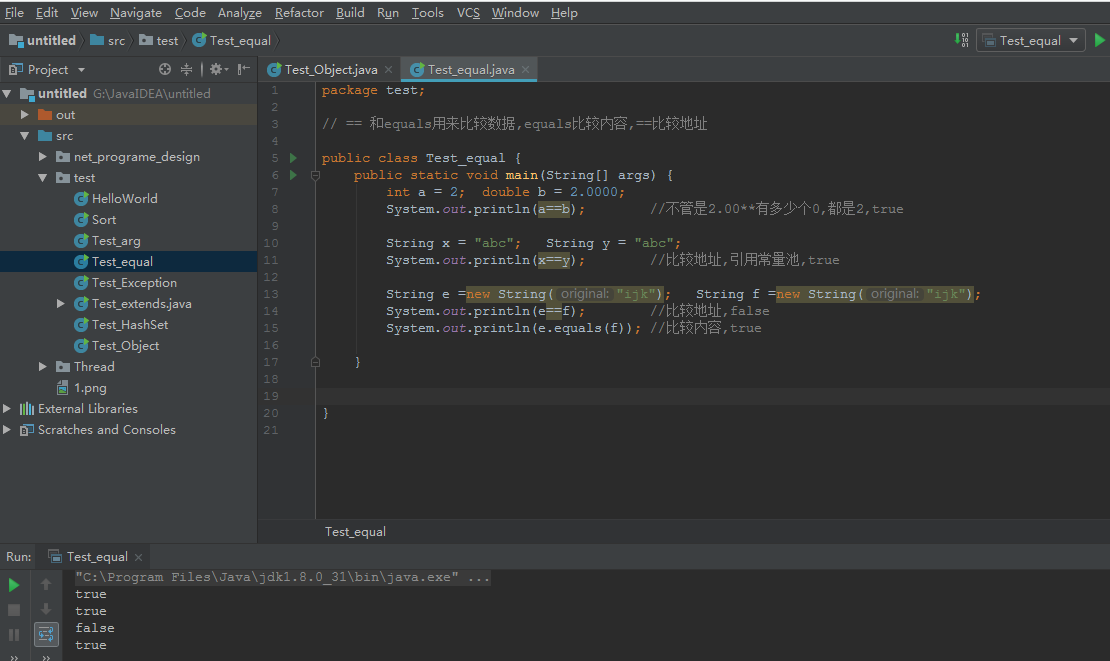 File Edit View Navigate Code Analyze Refactor Build Run Tools VCS Window Help
untitled src test Test_equal Test_equal
Project
Test_Object.java Test_equal.java
untitled G:\JavaIDEA\untitled
out
src
net_programe_design
test
HelloWorld
Sort
Test_arg
Test_equal
Test_Exception
Test_extends.java
Test_HashSet
Test_Object
Thread
1.png
External Libraries
Scratches and Consoles
1 package test;
2
3 // == 和equals用来比较数据,equals比较内容,==比较地址
4
5 public class Test_equal {
6 public static void main(String[] args) {
7 int a = 2; double b = 2.0000;
8 System.out.println(a==b); //不管是2.00**有多少个0,都是2,true
9
10 String x = "abc"; String y = "abc";
11 System.out.println(x==y); //比较地址,引用常量池,true
12
13 String e =new String( original: "ijk"); String f =new String( original: "ijk");
14 System.out.println(e==f); //比较地址,false
15 System.out.println(e.equals(f)); //比较内容,true
16
17 }
18
19
20 }
21
Test_equal
Run: Test_equal
"C:\Program Files\Java\jdk1.8.0_31\bin\java.exe" ...
true
true
false
true